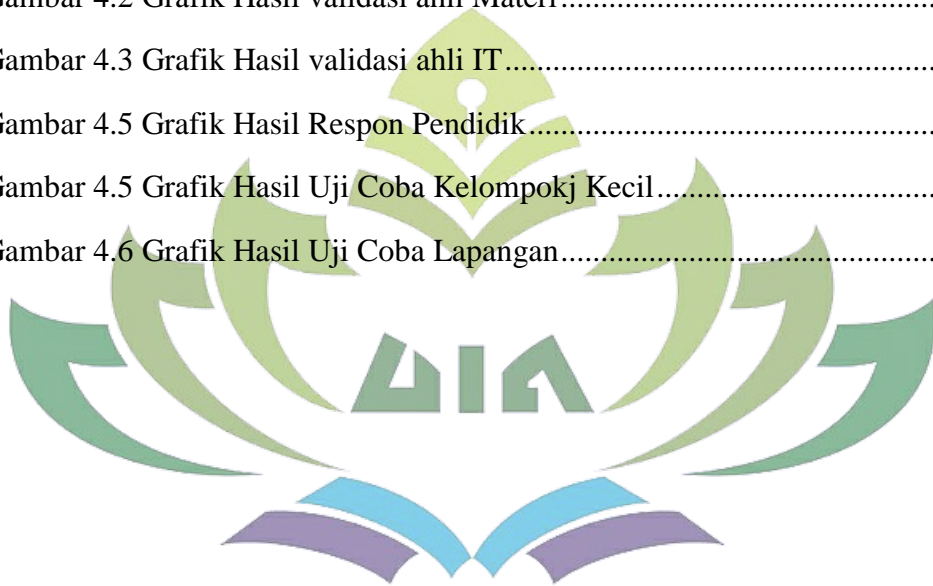 Gambar 4.2 Grafik Hasil validasi ahli Materi
Gambar 4.3 Grafik Hasil validasi ahli IT
Gambar 4.5 Grafik Hasil Respon Pendidik
Gambar 4.5 Grafik Hasil Uji Coba Kelompokj Kecil
Gambar 4.6 Grafik Hasil Uji Coba Lapangan
UIN